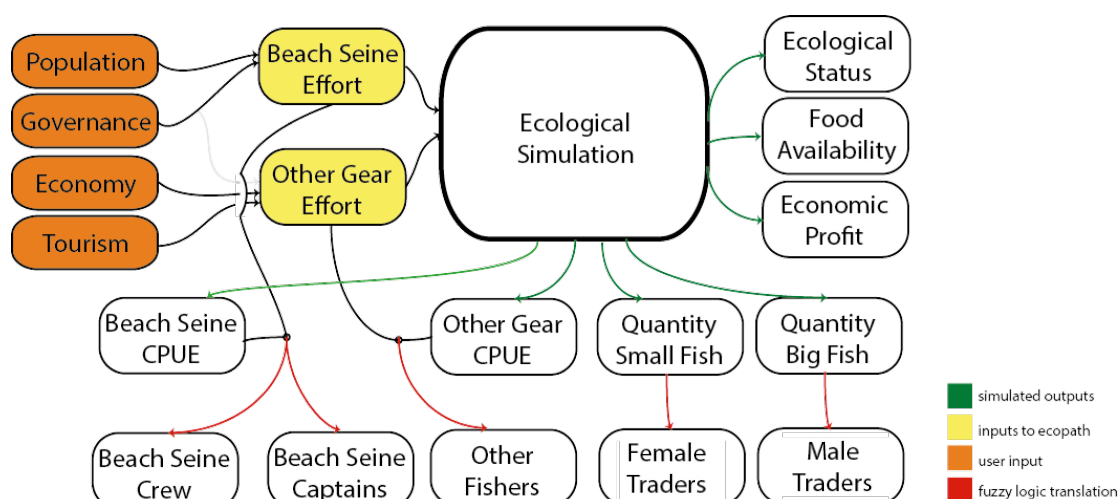 Population
Governance
Economy
Tourism
Beach Seine
Effort
Other Gear
Effort
Ecological
Simulation
Ecological
Status
Food
Availability
Economic
Profit
Beach Seine
CPUE
Other Gear
CPUE
Quantity
Small Fish
Quantity
Big Fish
Beach Seine
Crew
Beach Seine
Captains
Other
Fishers
Female
Traders
Male
Traders
simulated outputs
inputs to ecopath
user input
fuzzy logic translation